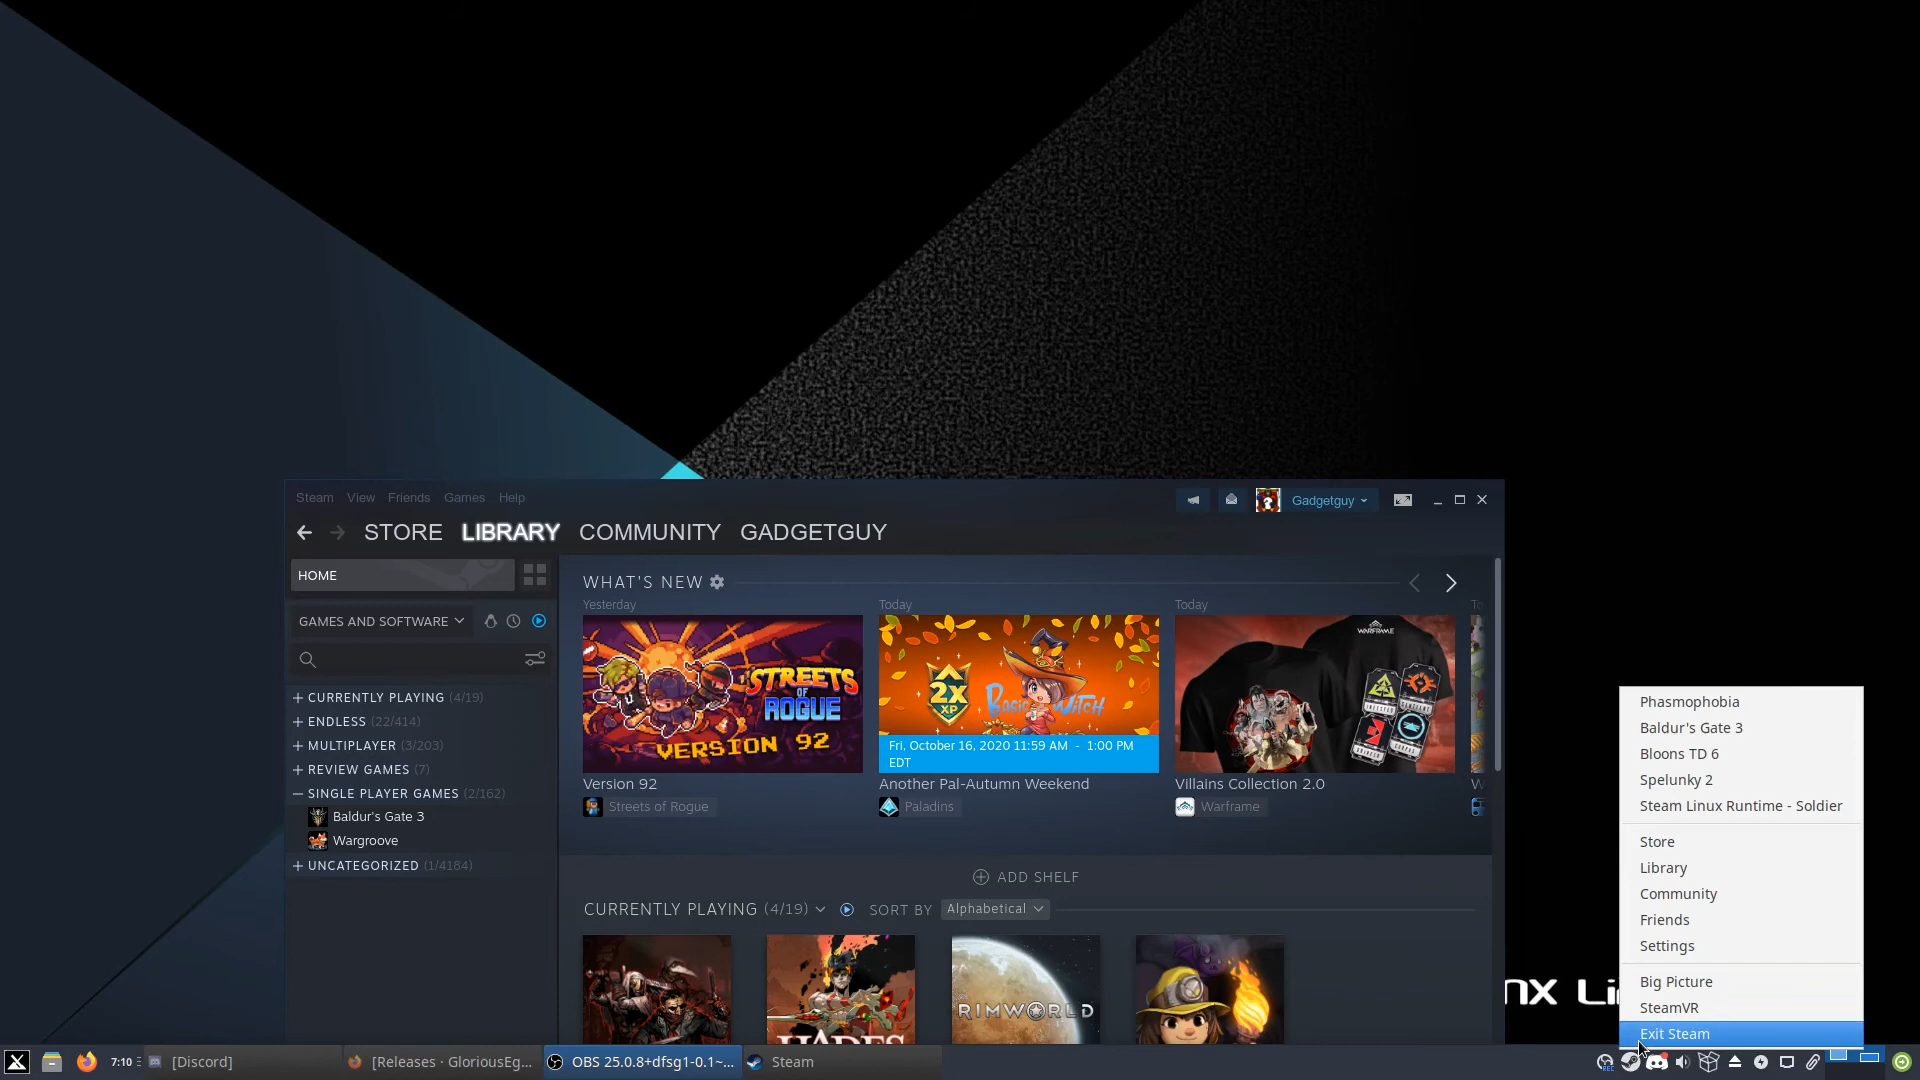 Steam View Friends Games Help
Gadgetguy
STORE LIBRARY COMMUNITY GADGETGUY
HOME
GAMES AND SOFTWARE
+ CURRENTLY PLAYING (4/19)
+ ENDLESS (22/414)
+ MULTIPLAYER (3/203)
+ REVIEW GAMES (7)
– SINGLE PLAYER GAMES (2/162)
Baldur's Gate 3
Wargroove
+ UNCATEGORIZED (1/4184)
WHAT'S NEW
Yesterday
STREETS
OF
ROGUE
VERSION 92
Version 92
Streets of Rogue
Today
2X
XP
BASIC WITCH
Fri, October 16, 2020 11:59 AM - 1:00 PM
EDT
Another Pal-Autumn Weekend
Paladins
Today
WARFRAME
Villains Collection 2.0
Warframe
ADD SHELF
CURRENTLY PLAYING (4/19)
SORT BY Alphabetical
HADES
RIMWORLD
Phasmophobia
Baldur's Gate 3
Bloons TD 6
Spelunky 2
Steam Linux Runtime - Soldier
Store
Library
Community
Friends
Settings
Big Picture
SteamVR
Exit Steam
7:10
[Discord]
[Releases · GloriousEg...
OBS 25.0.8+dfsg1-0.1~...
Steam
REC